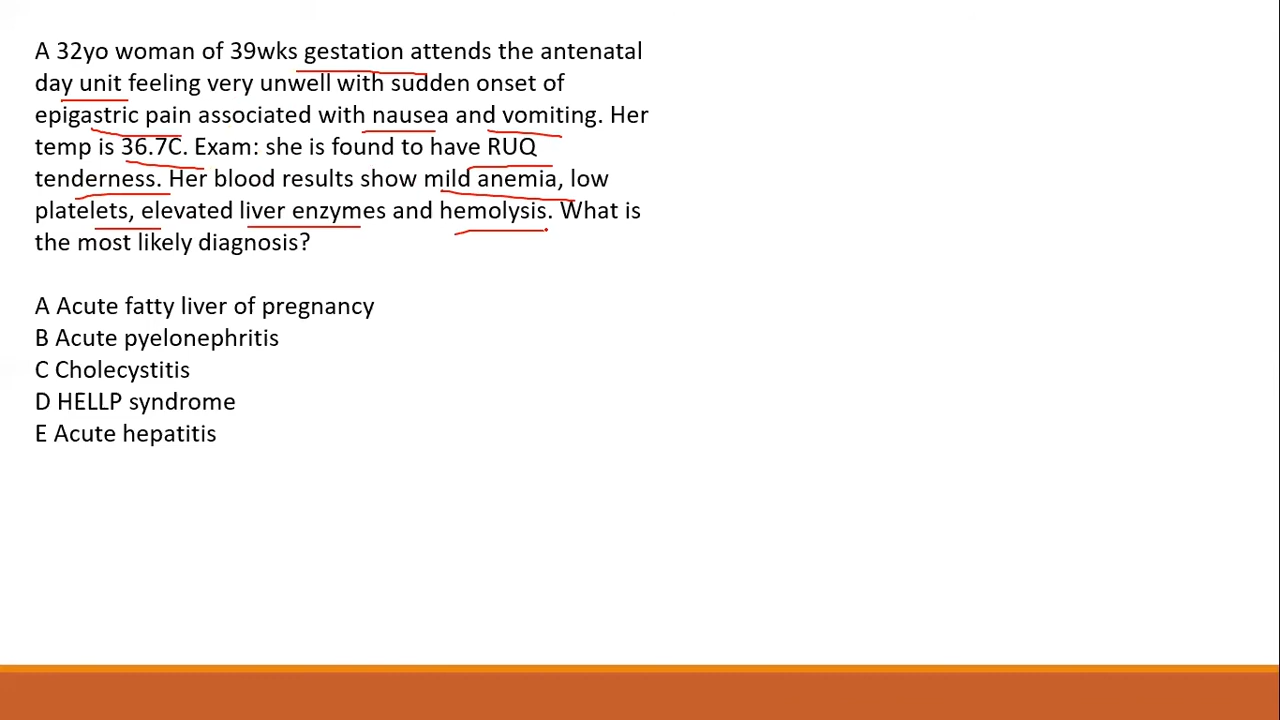 A 32yo woman of 39wks gestation attends the antenatal
day unit feeling very unwell with sudden onset of
epigastric pain associated with nausea and vomiting. Her
temp is 36.7C. Exam: she is found to have RUQ
tenderness. Her blood results show mild anemia, low
platelets, elevated liver enzymes and hemolysis. What is
the most likely diagnosis?
A Acute fatty liver of pregnancy
B Acute pyelonephritis
C Cholecystitis
D HELLP syndrome
E Acute hepatitis